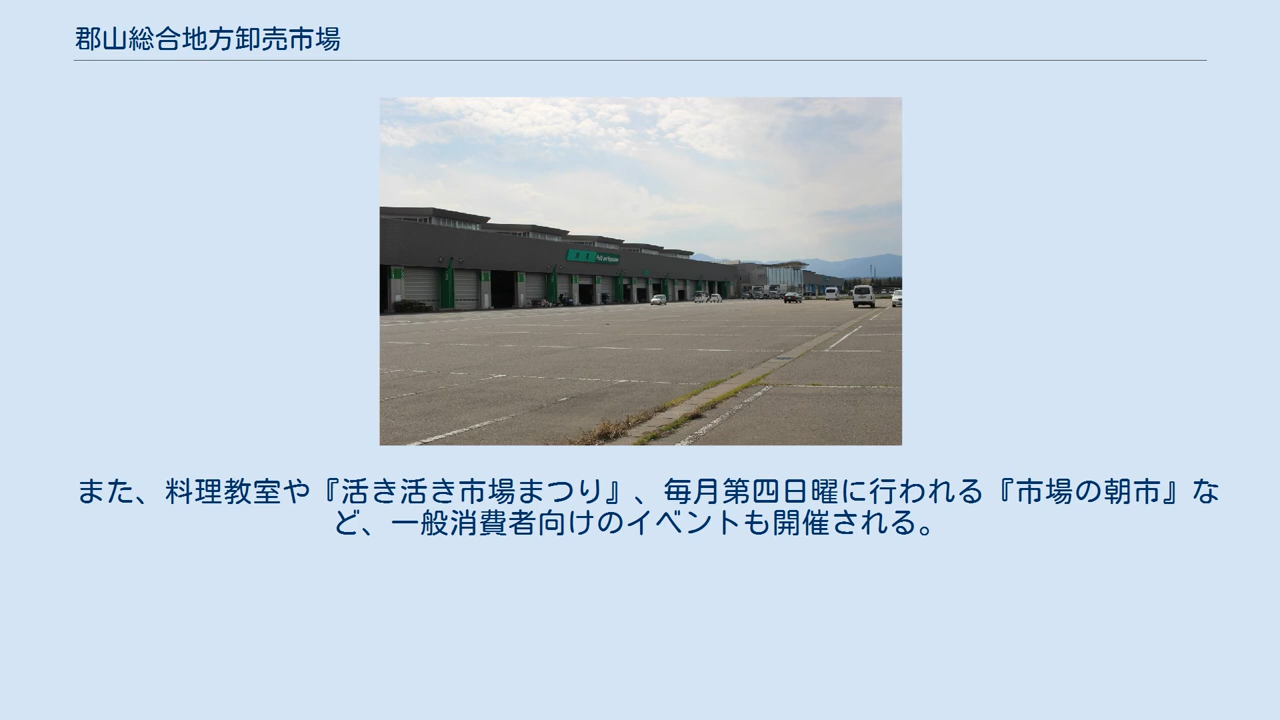 郡山総合地方卸売市場
また、料理教室や『活き活き市場まつり』、毎月第四日曜に行われる『市場の朝市』な
ど、一般消費者向けのイベントも開催される。